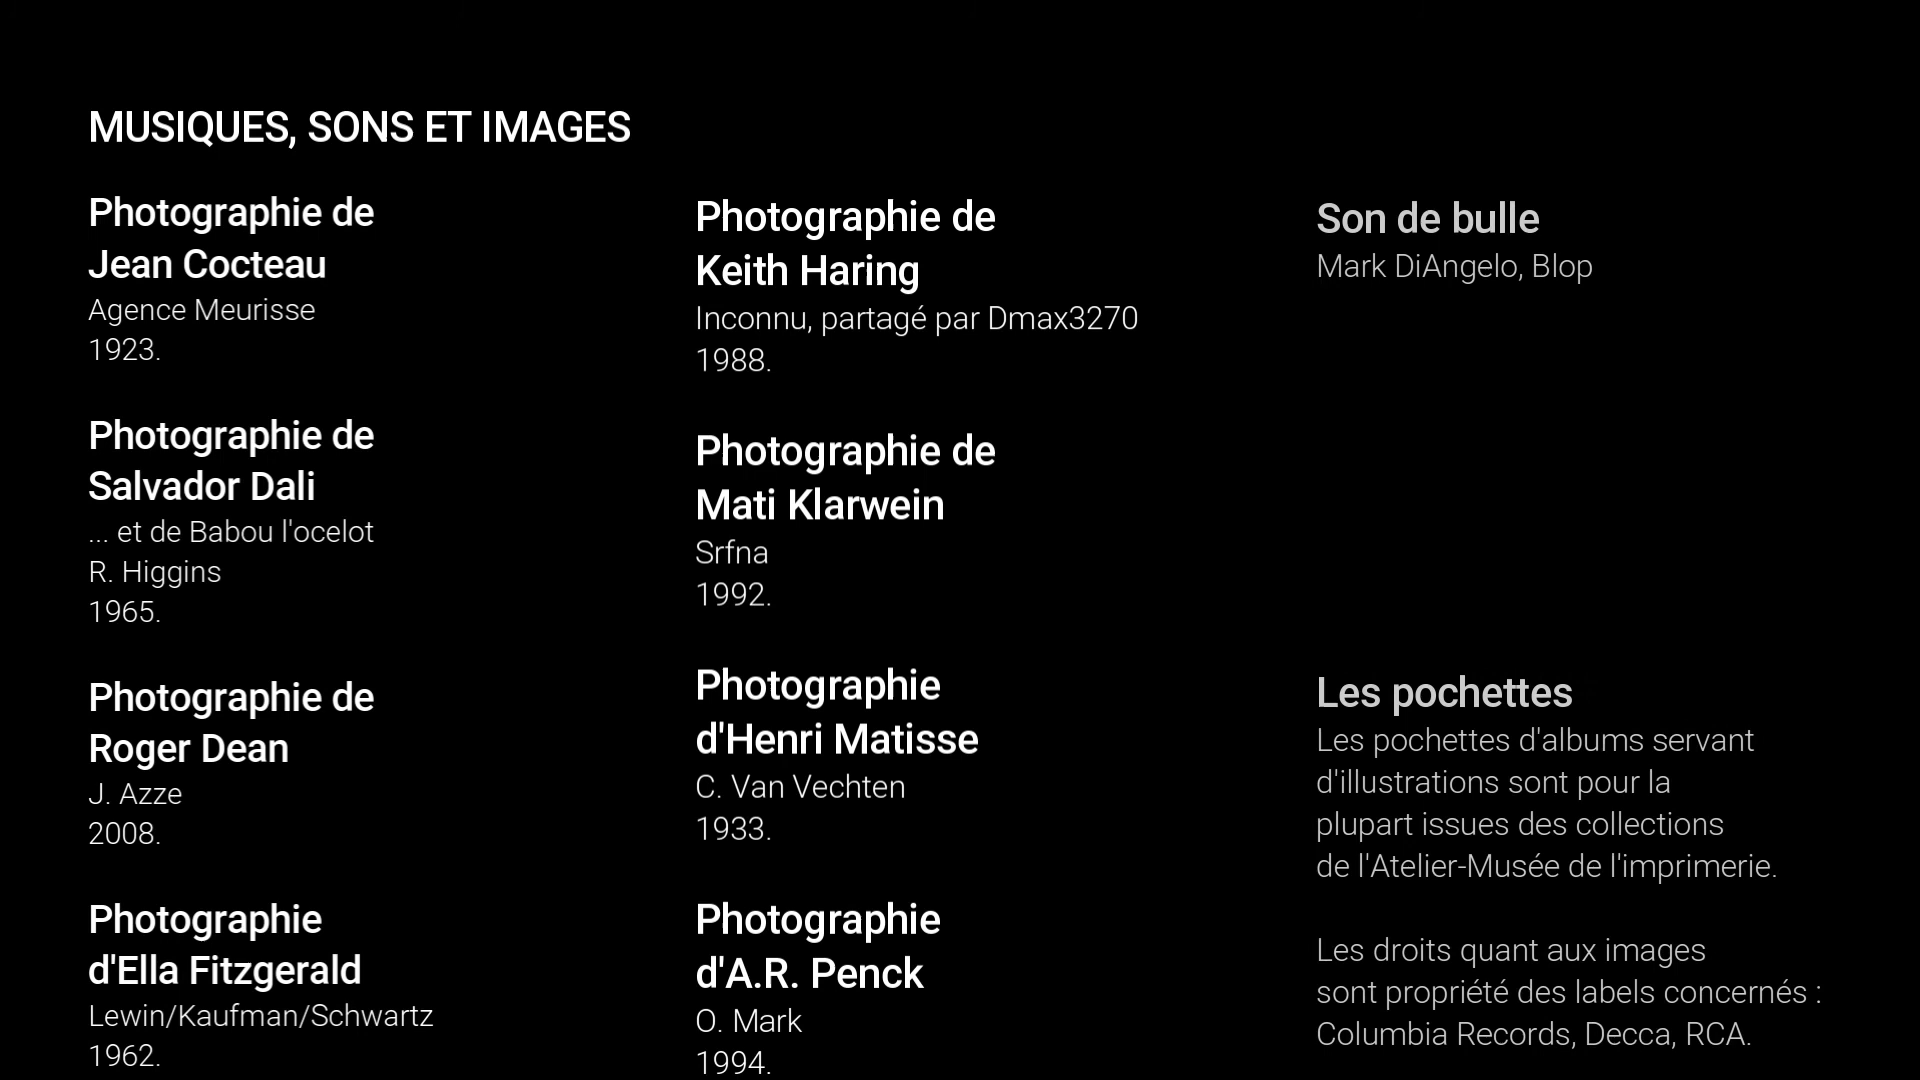 MUSIQUES, SONS ET IMAGES
Photographie de
Jean Cocteau
Agence Meurisse
1923.
Photographie de
Salvador Dali
... et de Babou l'ocelot
R. Higgins
1965.
Photographie de
Roger Dean
J. Azze
2008.
Photographie
d'Ella Fitzgerald
Lewin/Kaufman/Schwartz
1962.
Photographie de
Keith Haring
Inconnu, partagé par Dmax3270
1988.
Photographie de
Mati Klarwein
Srfna
1992.
Photographie
d'Henri Matisse
C. Van Vechten
1933.
Photographie
d'A.R. Penck
O. Mark
1994.
Son de bulle
Mark DiAngelo, Blop
Les pochettes
Les pochettes d'albums servant
d'illustrations sont pour la
plupart issues des collections
de l'Atelier-Musée de l'imprimerie.
Les droits quant aux images
sont propriété des labels concernés :
Columbia Records, Decca, RCA.